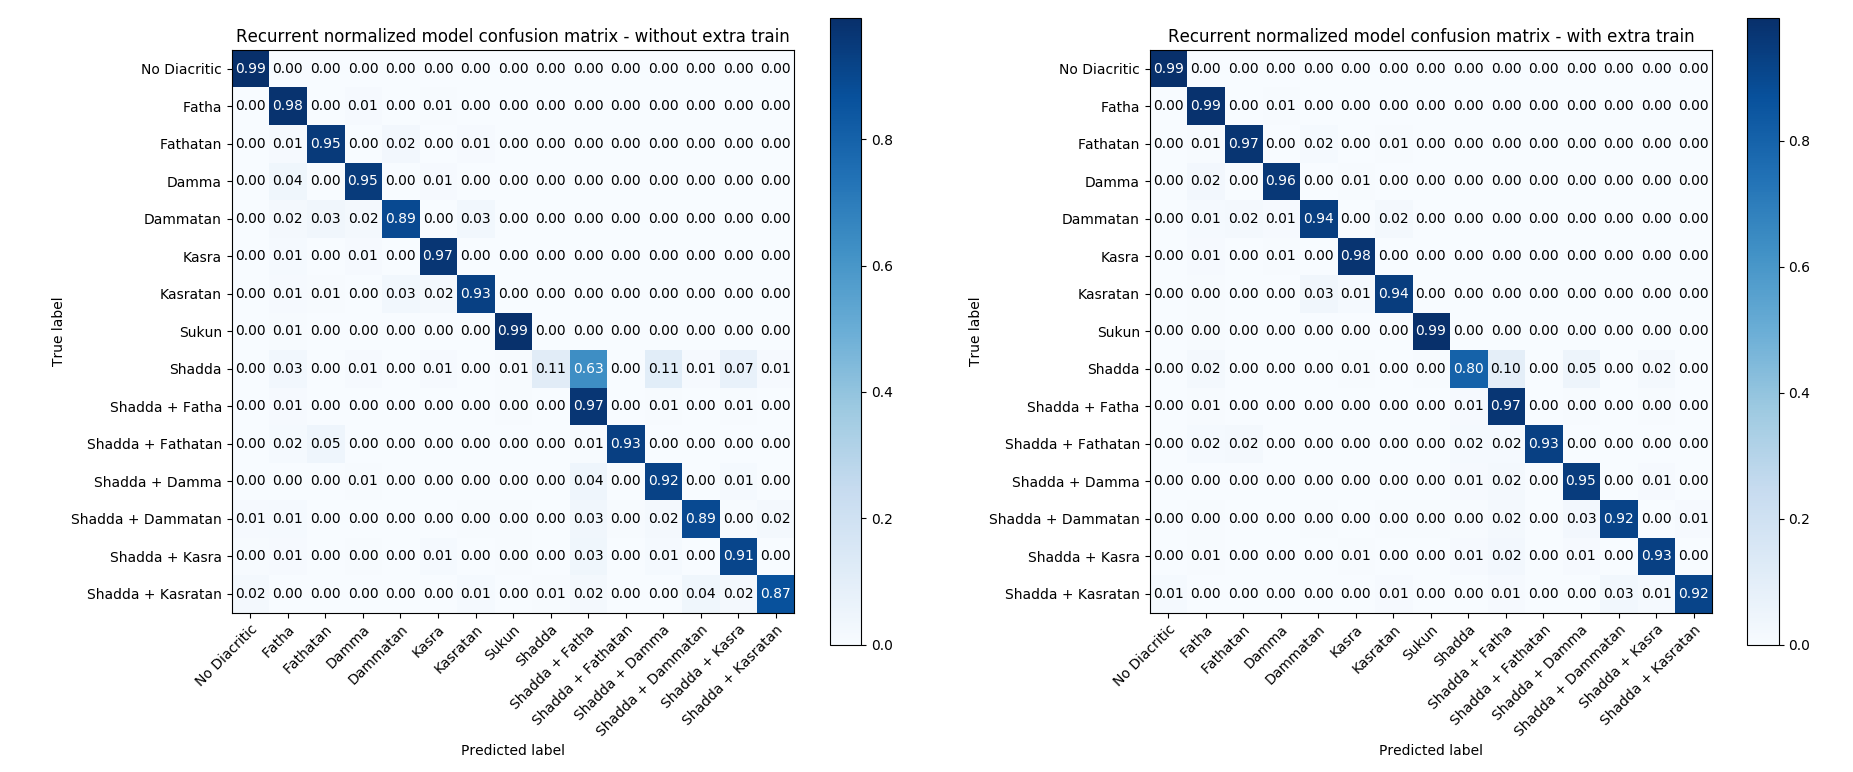 Recurrent normalized model confusion matrix - without extra train
No Diacritic 0.99 0.00 0.00 0.00 0.00 0.00 0.00 0.00 0.00 0.00 0.00 0.00 0.00 0.00 0.00
Fatha 0.00 0.98 0.00 0.01 0.00 0.01 0.00 0.00 0.00 0.00 0.00 0.00 0.00 0.00 0.00
Fathatan 0.00 0.01 0.95 0.00 0.02 0.00 0.01 0.00 0.00 0.00 0.00 0.00 0.00 0.00 0.00
Damma 0.00 0.04 0.00 0.95 0.00 0.01 0.00 0.00 0.00 0.00 0.00 0.00 0.00 0.00 0.00
Dammatan 0.00 0.02 0.03 0.02 0.89 0.00 0.03 0.00 0.00 0.00 0.00 0.00 0.00 0.00 0.00
Kasra 0.00 0.01 0.00 0.01 0.00 0.97 0.00 0.00 0.00 0.00 0.00 0.00 0.00 0.00 0.00
Kasratan 0.00 0.01 0.01 0.00 0.03 0.02 0.93 0.00 0.00 0.00 0.00 0.00 0.00 0.00 0.00
Sukun 0.00 0.01 0.00 0.00 0.00 0.00 0.00 0.99 0.00 0.00 0.00 0.00 0.00 0.00 0.00
Shadda 0.00 0.03 0.00 0.01 0.00 0.01 0.00 0.01 0.11 0.63 0.00 0.11 0.01 0.07 0.01
Shadda + Fatha 0.00 0.01 0.00 0.00 0.00 0.00 0.00 0.00 0.00 0.97 0.00 0.01 0.00 0.01 0.00
Shadda + Fathatan 0.00 0.02 0.05 0.00 0.00 0.00 0.00 0.00 0.00 0.01 0.93 0.00 0.00 0.00 0.00
Shadda + Damma 0.00 0.00 0.00 0.01 0.00 0.00 0.00 0.00 0.00 0.04 0.00 0.92 0.00 0.01 0.00
Shadda + Dammatan 0.01 0.01 0.00 0.00 0.00 0.00 0.00 0.00 0.00 0.03 0.00 0.02 0.89 0.00 0.02
Shadda + Kasra 0.00 0.01 0.00 0.00 0.00 0.01 0.00 0.00 0.00 0.03 0.00 0.01 0.00 0.91 0.00
Shadda + Kasratan 0.02 0.00 0.00 0.00 0.00 0.00 0.01 0.00 0.01 0.02 0.00 0.00 0.04 0.02 0.87
No Diacritic
Fatha
Fathatan
Damma
Dammatan
Kasra
Kasratan
Sukun
Shadda
Shadda + Fatha
Shadda + Fathatan
Shadda + Damma
Shadda + Dammatan
Shadda + Kasra
Shadda + Kasratan
True label
Predicted label
0.8
0.6
0.4
0.2
0.0
Recurrent normalized model confusion matrix - with extra train
No Diacritic 0.99 0.00 0.00 0.00 0.00 0.00 0.00 0.00 0.00 0.00 0.00 0.00 0.00 0.00 0.00
Fatha 0.00 0.99 0.00 0.01 0.00 0.00 0.00 0.00 0.00 0.00 0.00 0.00 0.00 0.00 0.00
Fathatan 0.00 0.01 0.97 0.00 0.02 0.00 0.01 0.00 0.00 0.00 0.00 0.00 0.00 0.00 0.00
Damma 0.00 0.02 0.00 0.96 0.00 0.01 0.00 0.00 0.00 0.00 0.00 0.00 0.00 0.00 0.00
Dammatan 0.00 0.01 0.02 0.01 0.94 0.00 0.02 0.00 0.00 0.00 0.00 0.00 0.00 0.00 0.00
Kasra 0.00 0.01 0.00 0.01 0.00 0.98 0.00 0.00 0.00 0.00 0.00 0.00 0.00 0.00 0.00
Kasratan 0.00 0.00 0.01 0.00 0.03 0.01 0.94 0.00 0.00 0.00 0.00 0.00 0.00 0.00 0.00
Sukun 0.00 0.00 0.00 0.00 0.00 0.00 0.00 0.99 0.00 0.00 0.00 0.00 0.00 0.00 0.00
Shadda 0.00 0.02 0.00 0.00 0.00 0.01 0.00 0.00 0.80 0.10 0.00 0.05 0.00 0.02 0.00
Shadda + Fatha 0.00 0.01 0.00 0.00 0.00 0.00 0.00 0.00 0.01 0.97 0.00 0.00 0.00 0.00 0.00
Shadda + Fathatan 0.00 0.02 0.02 0.00 0.00 0.00 0.00 0.00 0.02 0.02 0.93 0.00 0.00 0.00 0.00
Shadda + Damma 0.00 0.00 0.00 0.00 0.00 0.00 0.00 0.00 0.01 0.02 0.00 0.95 0.00 0.01 0.00
Shadda + Dammatan 0.00 0.00 0.00 0.00 0.00 0.00 0.00 0.00 0.00 0.02 0.00 0.03 0.92 0.00 0.01
Shadda + Kasra 0.00 0.01 0.00 0.00 0.00 0.01 0.00 0.00 0.01 0.02 0.00 0.01 0.00 0.93 0.00
Shadda + Kasratan 0.01 0.00 0.00 0.00 0.00 0.00 0.01 0.00 0.00 0.01 0.00 0.00 0.03 0.01 0.92
No Diacritic
Fatha
Fathatan
Damma
Dammatan
Kasra
Kasratan
Sukun
Shadda
Shadda + Fatha
Shadda + Fathatan
Shadda + Damma
Shadda + Dammatan
Shadda + Kasra
Shadda + Kasratan
True label
Predicted label
0.8
0.6
0.4
0.2
0.0